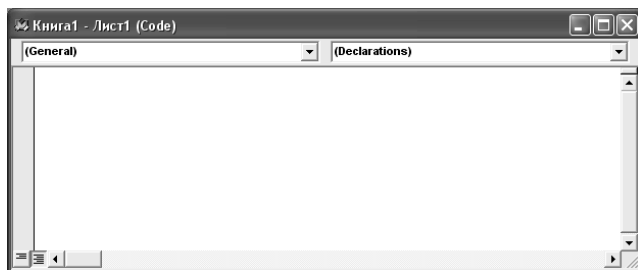 Книга1 - Лист1 (Code)
(General) (Declarations)